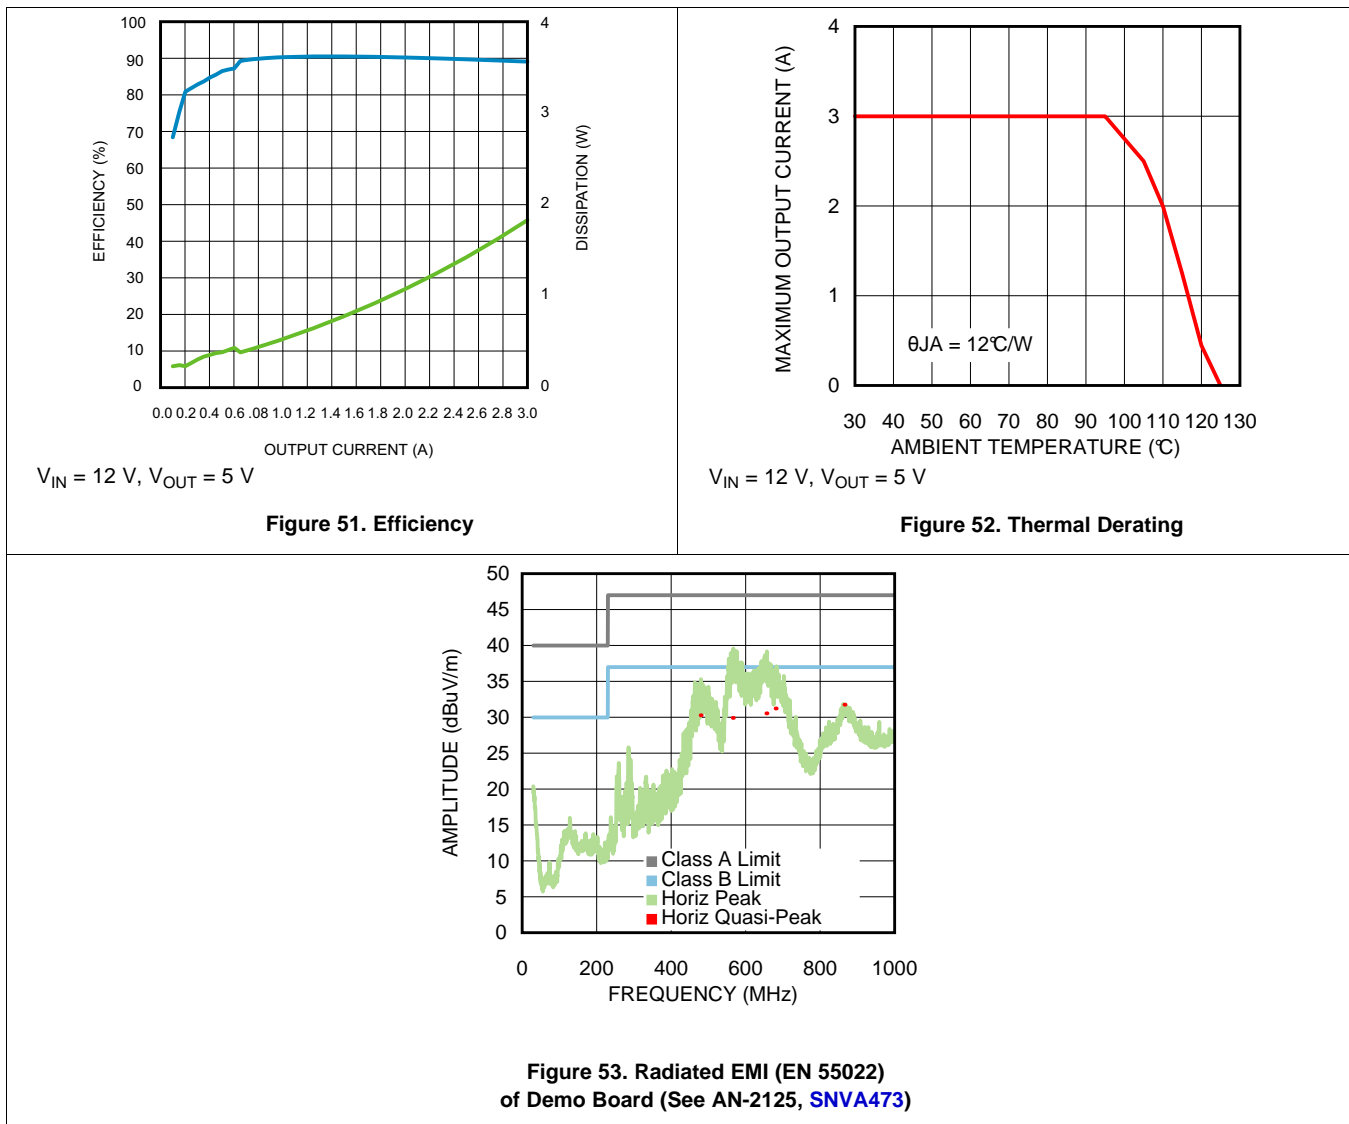 100
90
80
70
60
50
40
30
20
10
0
EFFICIENCY (%)
4
3
2
1
0
DISSIPATION (W)
0.0 0.2 0.4 0.6 .08 1.0 1.2 1.4 1.6 1.8 2.0 2.2 2.4 2.6 2.8 3.0
OUTPUT CURRENT (A)
VIN = 12 V, VOUT = 5 V
Figure 51. Efficiency
4
3
2
1
0
MAXIMUM OUTPUT CURRENT (A)
θJA = 12°C/W
30 40 50 60 70 80 90 100 110 120 130
AMBIENT TEMPERATURE (°C)
VIN = 12 V, VOUT = 5 V
Figure 52. Thermal Derating
50
45
40
35
30
25
20
15
10
5
0
AMPLITUDE (dBuV/m)
Class A Limit
Class B Limit
Horiz Peak
Horiz Quasi-Peak
0 200 400 600 800 1000
FREQUENCY (MHz)
Figure 53. Radiated EMI (EN 55022)
of Demo Board (See AN-2125, SNVA473)